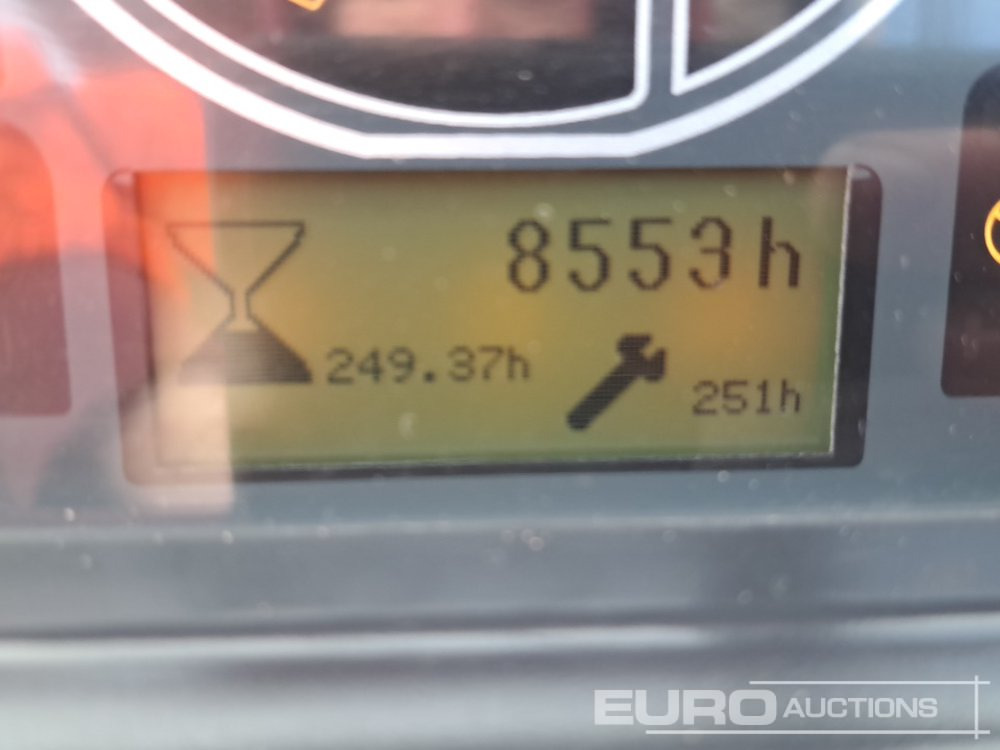 8553h
249.37h
251h
EURO AUCTIONS